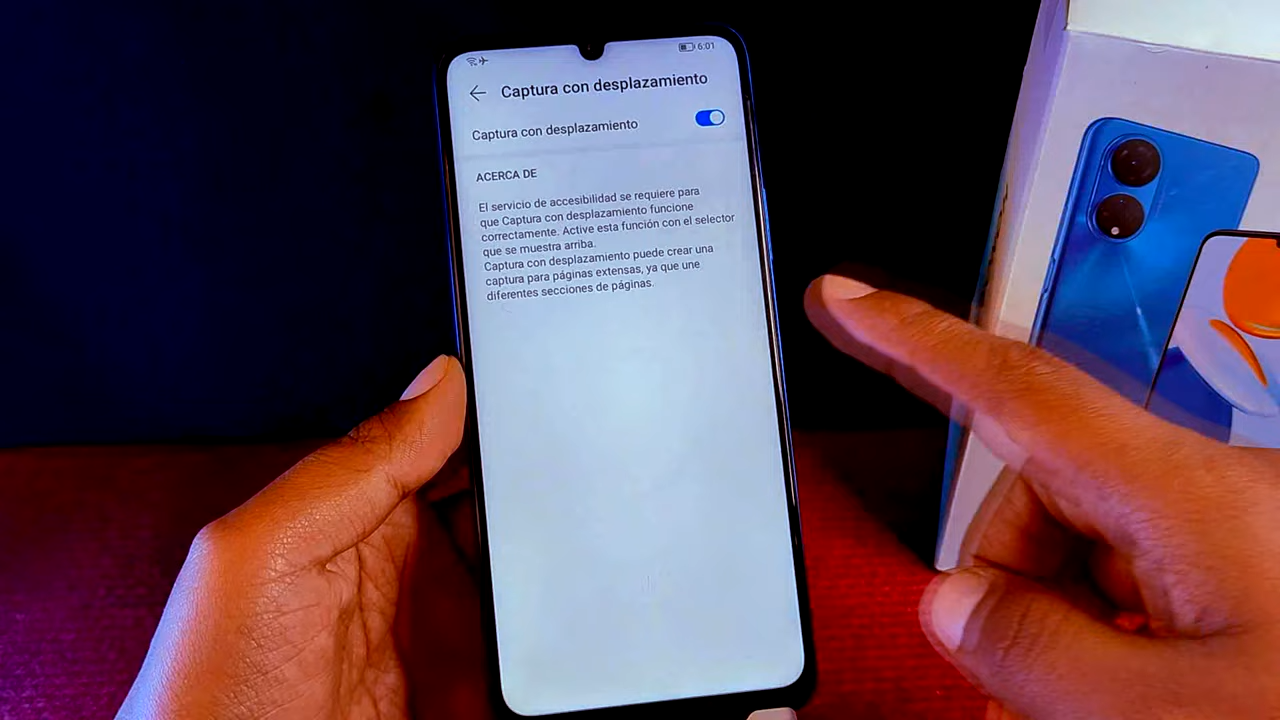 6:01
Captura con desplazamiento
Captura con desplazamiento
ACERCA DE
El servicio de accesibilidad se requiere para
que Captura con desplazamiento funcione
correctamente. Active esta función con el selector
que se muestra arriba.
Captura con desplazamiento puede crear una
captura para páginas extensas, ya que une
diferentes secciones de páginas.